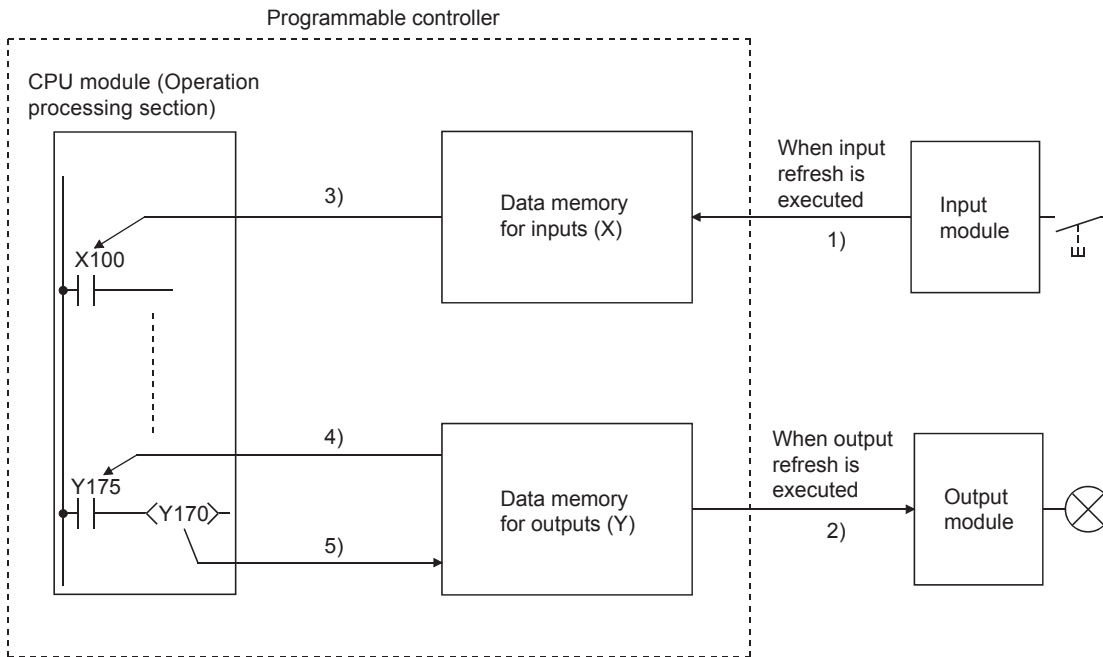 Programmable controller
CPU module (Operation
processing section)
3)
X100
Data memory
for inputs (X)
When input
refresh is
executed
1)
Input
module
4)
Y175
Y170
5)
Data memory
for outputs (Y)
When output
refresh is
executed
2)
Output
module